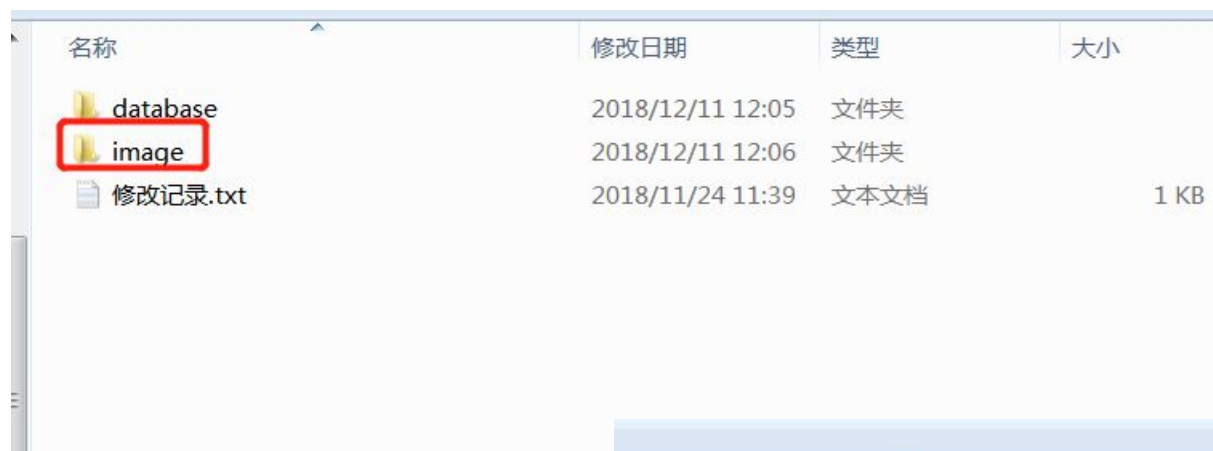 名称 修改日期 类型 大小
database 2018/12/11 12:05 文件夹
image 2018/12/11 12:06 文件夹
修改记录.txt 2018/11/24 11:39 文本文档 1 KB